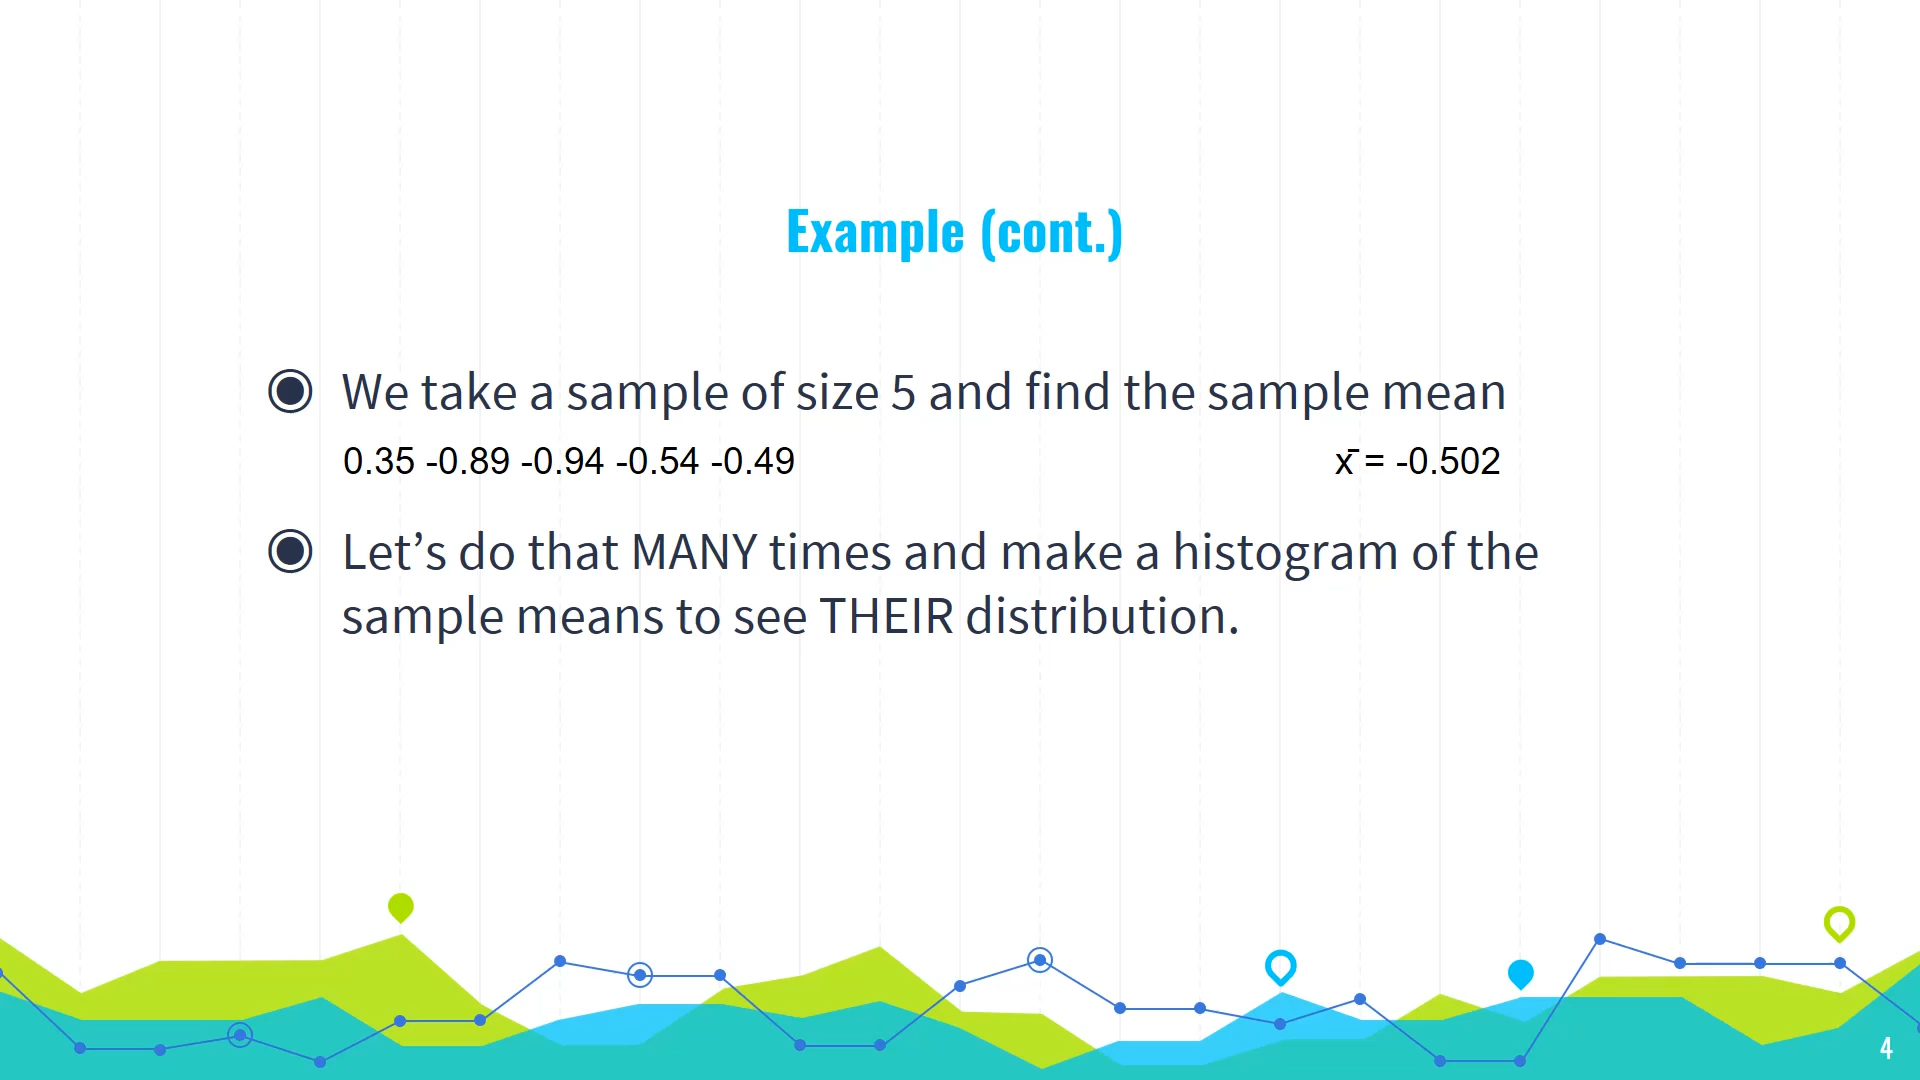 Example (cont.)
◉ We take a sample of size 5 and find the sample mean
0.35 -0.89 -0.94 -0.54 -0.49 x̄ = -0.502
◉ Let’s do that MANY times and make a histogram of the
sample means to see THEIR distribution.
4